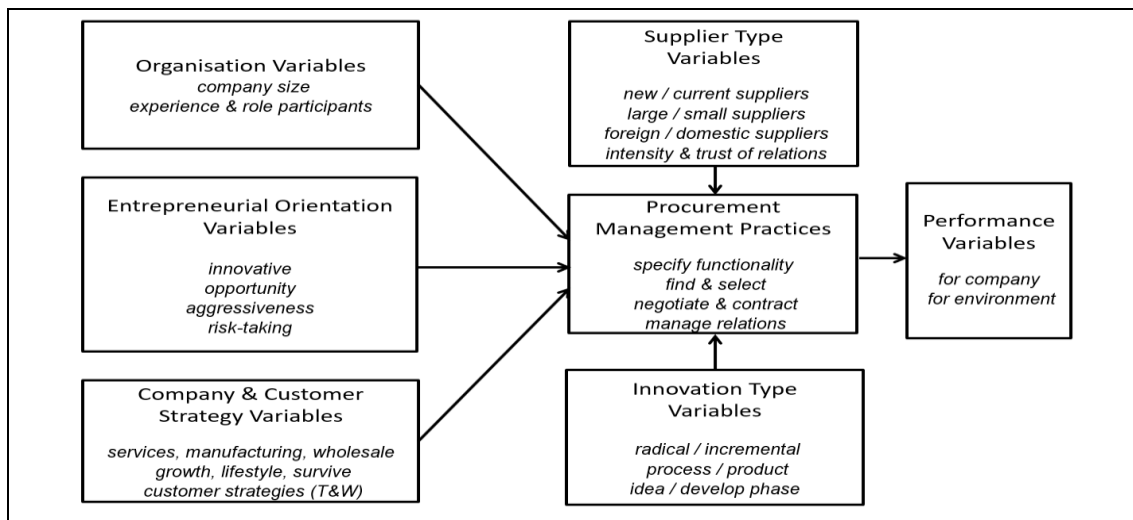 Organisation Variables
company size
experience & role participants
Entrepreneurial Orientation
Variables
innovative
opportunity
aggressiveness
risk-taking
Company & Customer
Strategy Variables
services, manufacturing, wholesale
growth, lifestyle, survive
customer strategies (T&W)
Supplier Type
Variables
new / current suppliers
large / small suppliers
foreign / domestic suppliers
intensity & trust of relations
Procurement
Management Practices
specify functionality
find & select
negotiate & contract
manage relations
Innovation Type
Variables
radical / incremental
process / product
idea / develop phase
Performance
Variables
for company
for environment